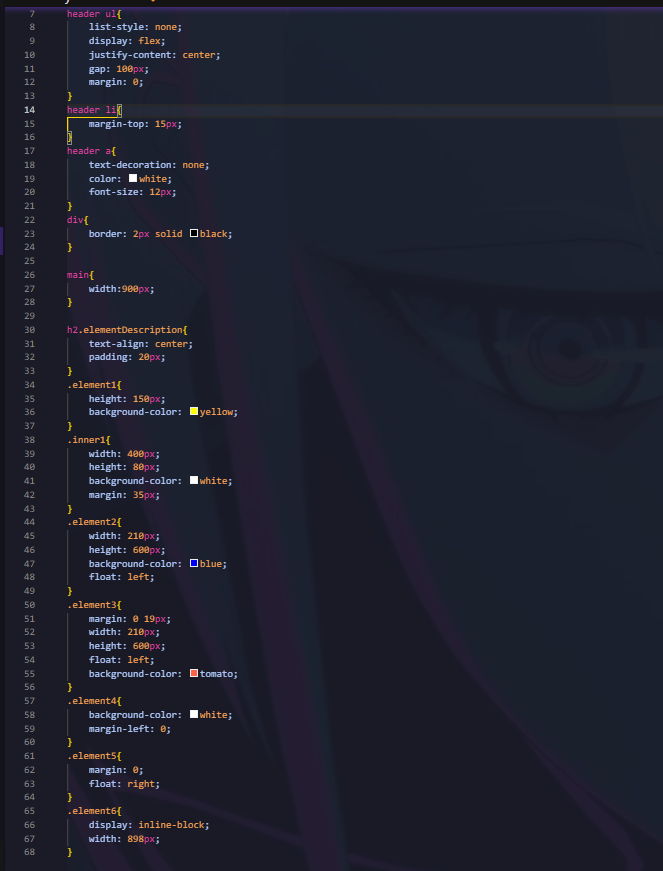 7 header ul{
8 list-style: none;
9 display: flex;
10 justify-content: center;
11 gap: 100px;
12 margin: 0;
13 }
14 header li{
15 margin-top: 15px;
16 }
17 header a{
18 text-decoration: none;
19 color: white;
20 font-size: 12px;
21 }
22 div{
23 border: 2px solid black;
24 }
25
26 main{
27 width:900px;
28 }
29
30 h2.elementDescription{
31 text-align: center;
32 padding: 20px;
33 }
34 .element1{
35 height: 150px;
36 background-color: yellow;
37 }
38 .inner1{
39 width: 400px;
40 height: 80px;
41 background-color: white;
42 margin: 35px;
43 }
44 .element2{
45 width: 210px;
46 height: 600px;
47 background-color: blue;
48 float: left;
49 }
50 .element3{
51 margin: 0 19px;
52 width: 210px;
53 height: 600px;
54 float: left;
55 background-color: tomato;
56 }
57 .element4{
58 background-color: white;
59 margin-left: 0;
60 }
61 .element5{
62 margin: 0;
63 float: right;
64 }
65 .element6{
66 display: inline-block;
67 width: 898px;
68 }